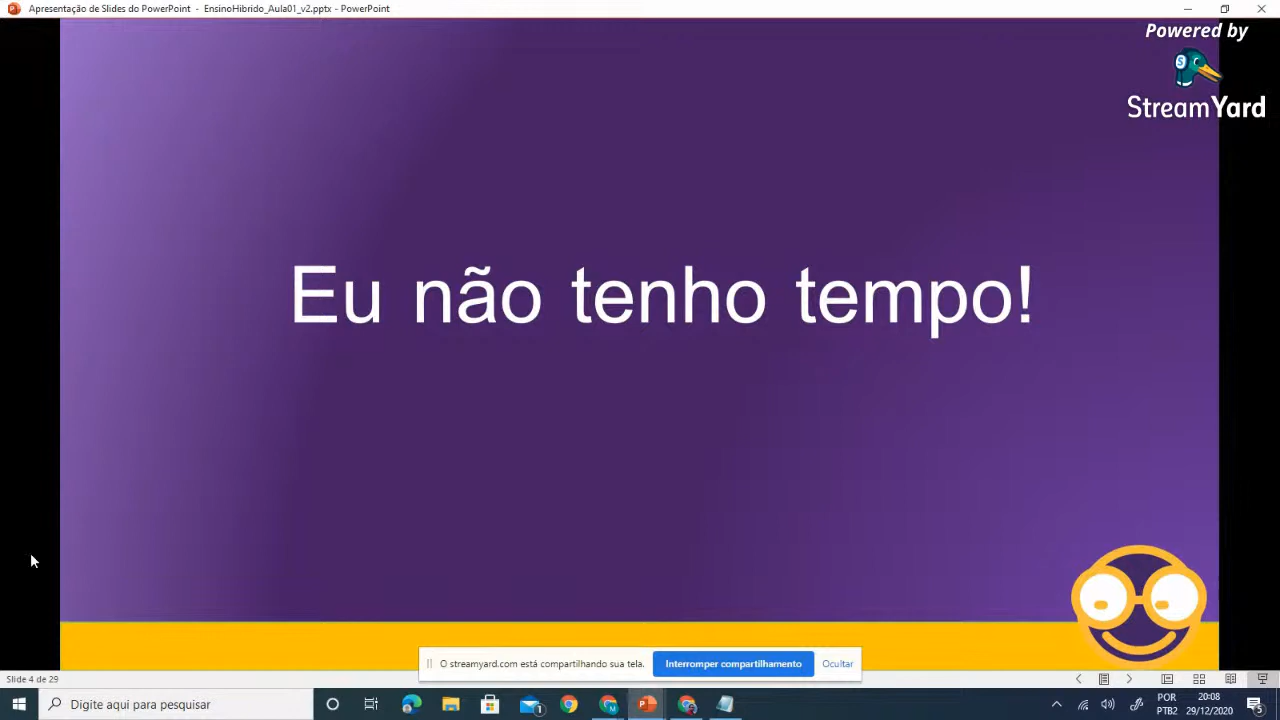 Apresentação de Slides do PowerPoint - EnsinoHibrido_Aula01_v2.pptx - PowerPoint
Powered by
StreamYard
Eu não tenho tempo!
O streamyard.com está compartilhando sua tela.
Interromper compartilhamento
Ocultar
Slide 4 de 29
Digite aqui para pesquisar
POR
PTB2
20:08
29/12/2020